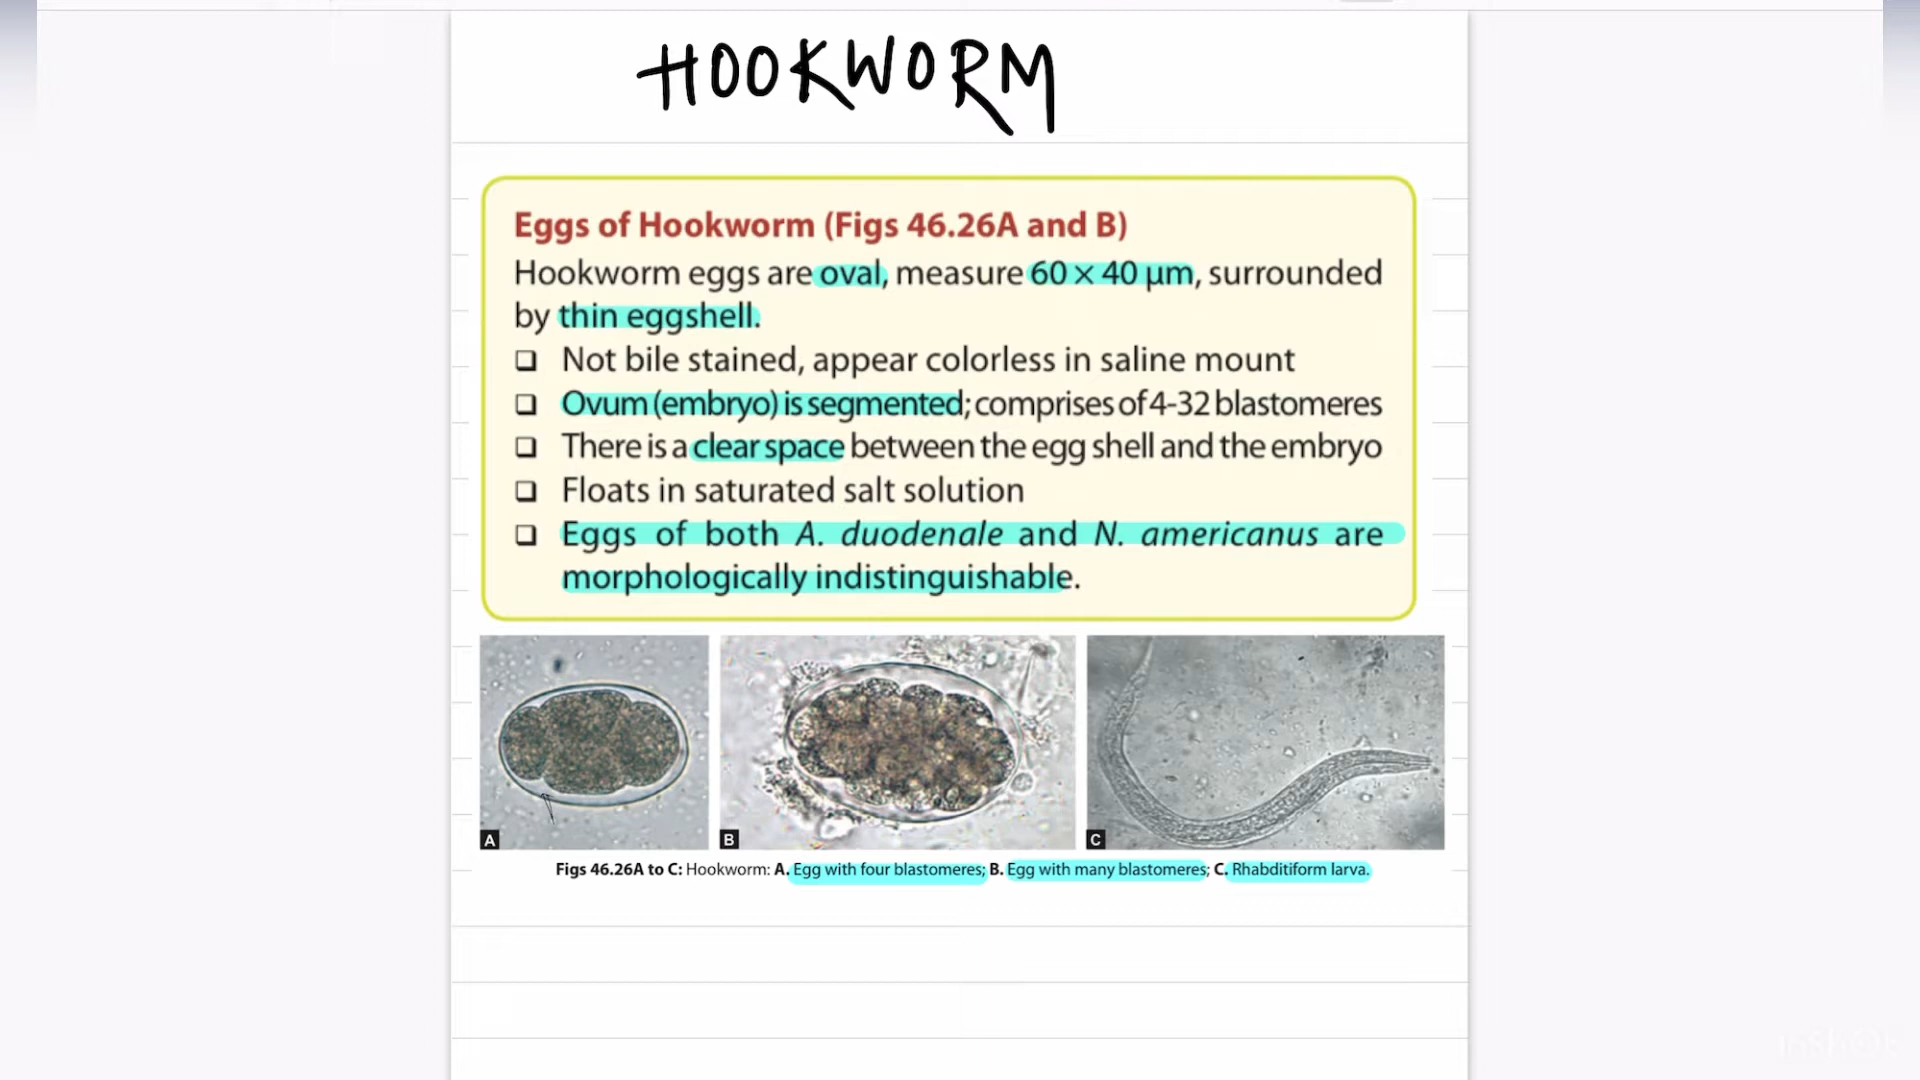 HOOKWORM
Eggs of Hookworm (Figs 46.26A and B)
Hookworm eggs are oval, measure 60 × 40 µm, surrounded
by thin eggshell.
❑ Not bile stained, appear colorless in saline mount
❑ Ovum (embryo) is segmented; comprises of 4-32 blastomeres
❑ There is a clear space between the egg shell and the embryo
❑ Floats in saturated salt solution
❑ Eggs of both A. duodenale and N. americanus are
morphologically indistinguishable.
A B C
Figs 46.26A to C: Hookworm: A. Egg with four blastomeres; B. Egg with many blastomeres; C. Rhabditiform larva.